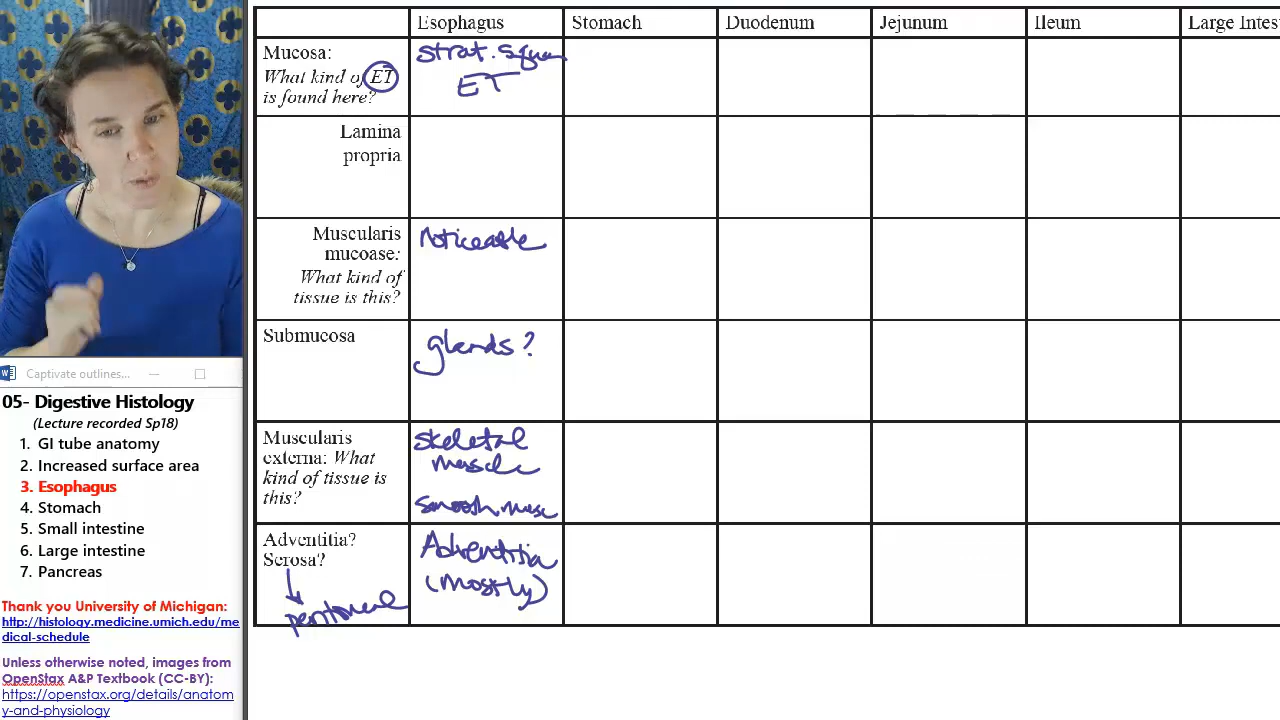 Esophagus Stomach Duodenum Jejunum Ileum Large Intest
Mucosa:
What kind of ET
is found here?
strat. squam
ET
Lamina
propria
Muscularis
mucoase:
What kind of
tissue is this?
Noticeable
Submucosa
glands?
Muscularis
externa: What
kind of tissue is
this?
Skeletal
muscle
smooth musc
Adventitia?
Serosa?
peritoneal
Adventitia
(mostly)
Captivate outlines...
05- Digestive Histology
(Lecture recorded Sp18)
1. GI tube anatomy
2. Increased surface area
3. Esophagus
4. Stomach
5. Small intestine
6. Large intestine
7. Pancreas
Thank you University of Michigan:
http://histology.medicine.umich.edu/me
dical-schedule
Unless otherwise noted, images from
OpenStax A&P Textbook (CC-BY):
https://openstax.org/details/anatom
y-and-physiology